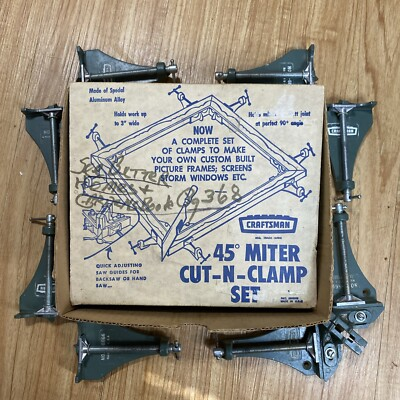 Made of Special
Aluminum Alloy
Holds work up
to 3" wide
joint
at perfect 90° angle
NOW
A COMPLETE SET
OF CLAMPS TO MAKE
YOUR OWN CUSTOM BUILT
PICTURE FRAMES; SCREENS
STORM WINDOWS ETC.
Pg 368
CRAFTSMAN
45° MITER
CUT-N-CLAMP
SET
QUICK ADJUSTING
SAW GUIDES FOR
BACKSAW OR HAND
SAW...
CRAFTSMAN